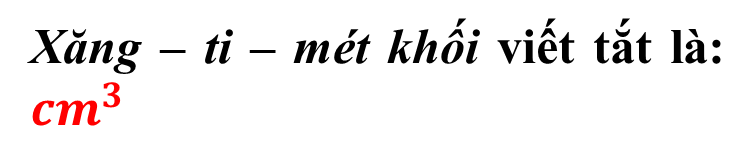 Xăng – ti – mét khối viết tắt là:
cm³